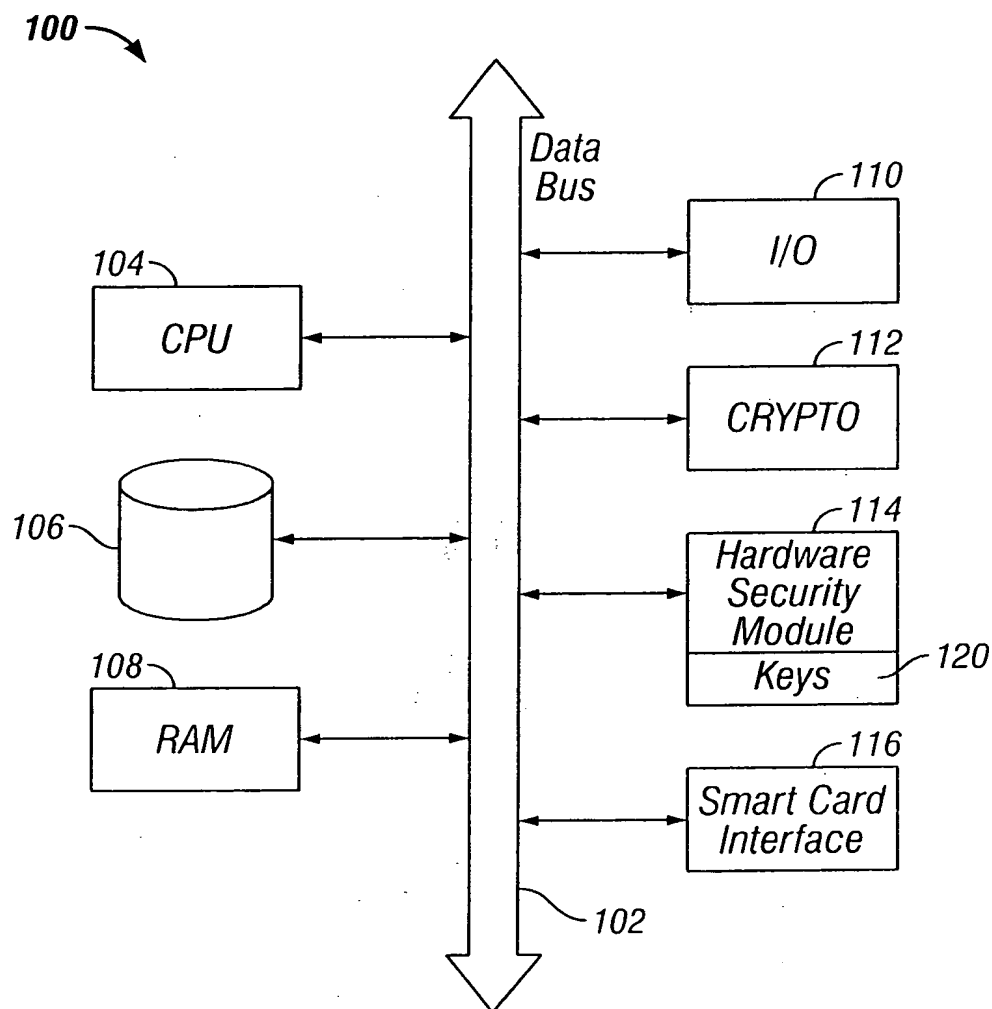 100
Data
Bus
110
I/O
104
CPU
112
CRYPTO
106
114
Hardware
Security
Module
Keys
120
108
RAM
116
Smart Card
Interface
102